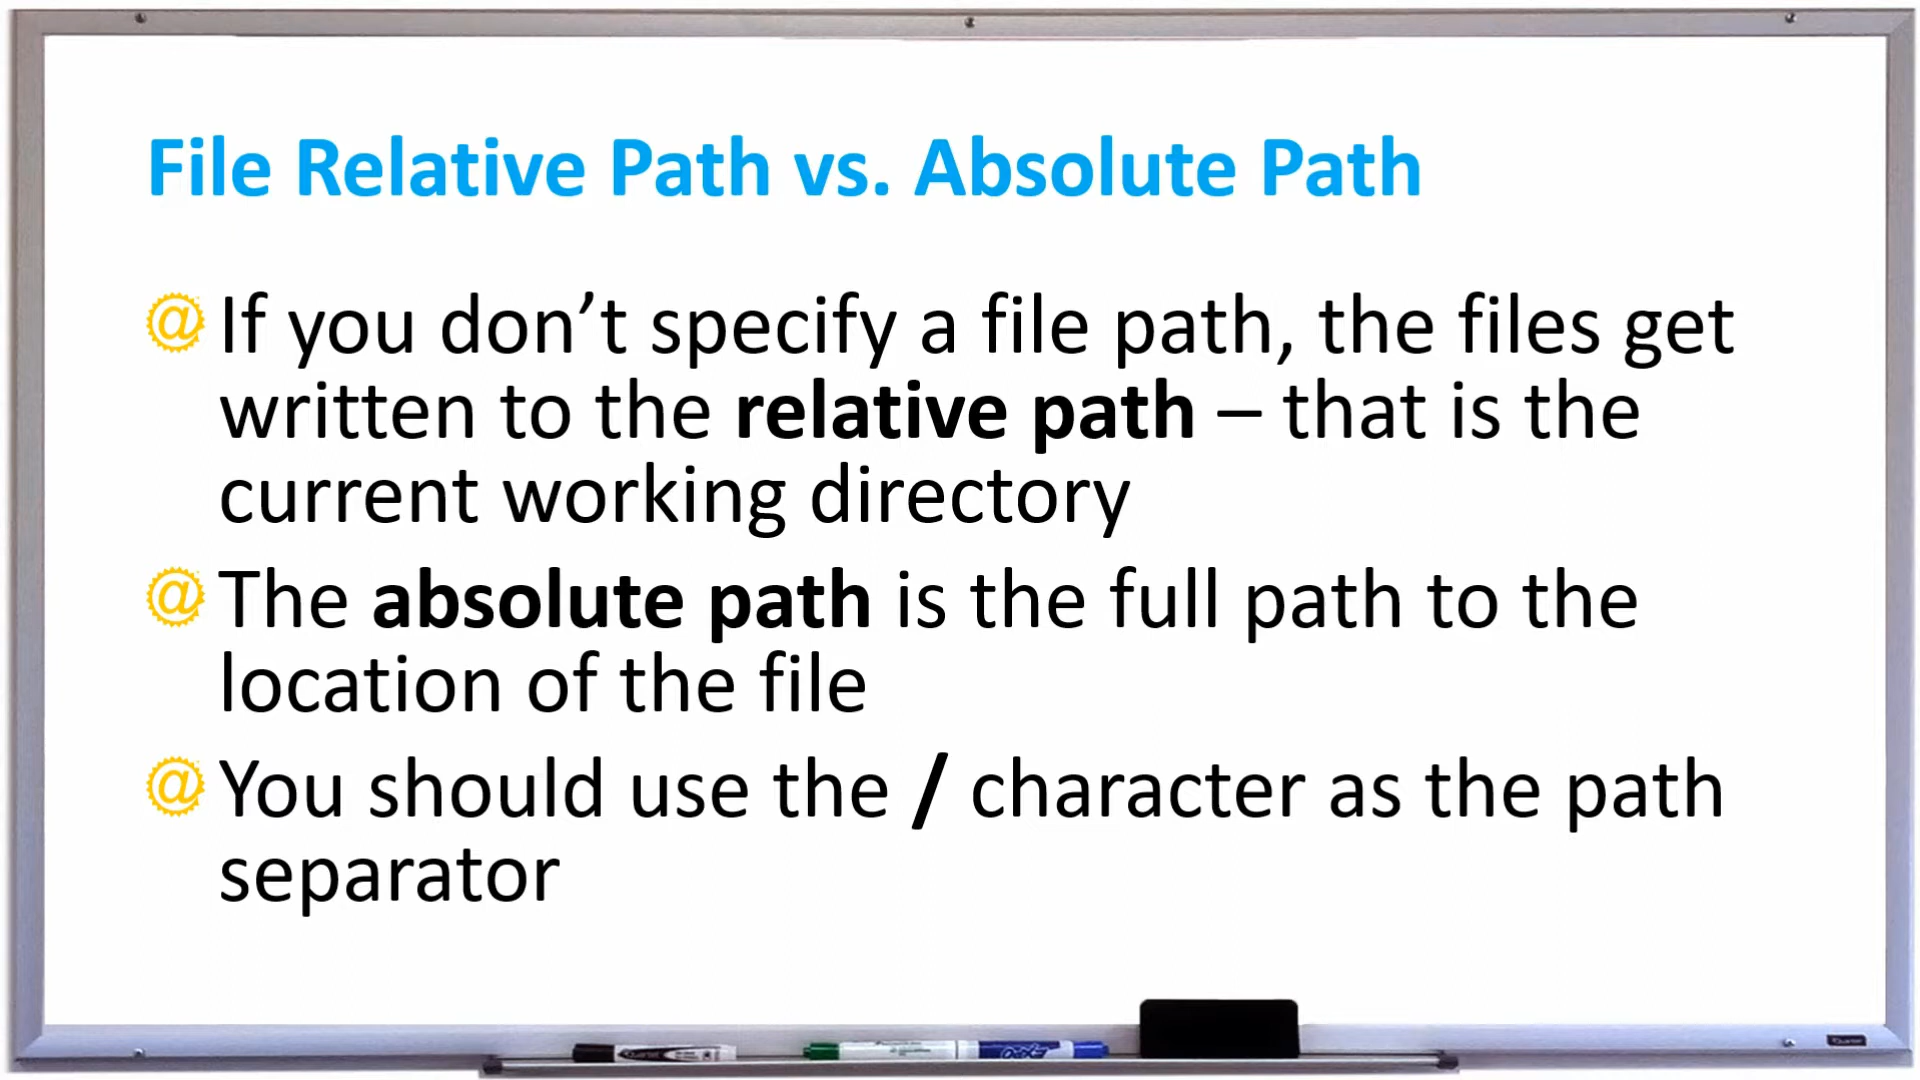 File Relative Path vs. Absolute Path
@ If you don’t specify a file path, the files get
written to the relative path – that is the
current working directory
@ The absolute path is the full path to the
location of the file
@ You should use the / character as the path
separator
Quartet
EXPO